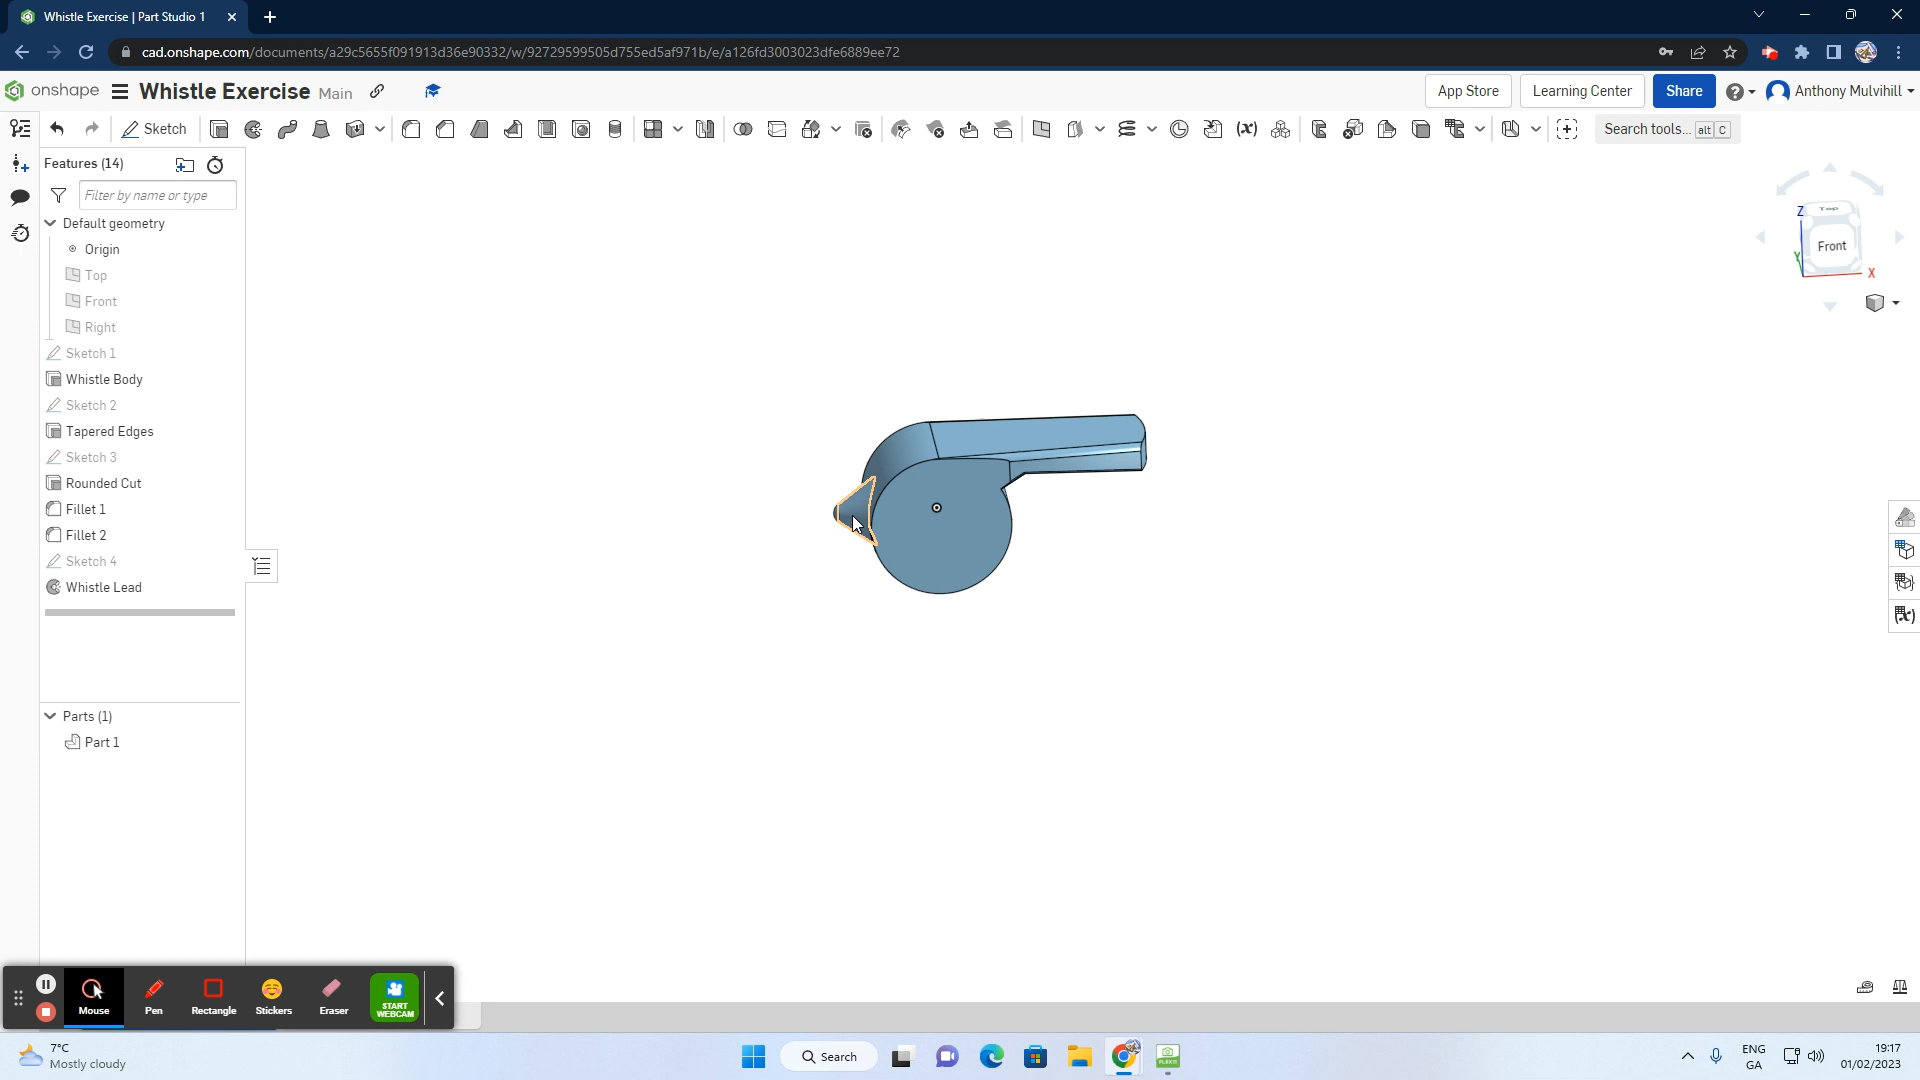 Whistle Exercise | Part Studio 1
cad.onshape.com/documents/a29c5655f091913d36e90332/w/92729599505d755ed5af971b/e/a126fd3003023dfe6889ee72
onshape
Whistle Exercise Main
App Store
Learning Center
Share
Anthony Mulvihill
Sketch
Search tools... alt C
Features (14)
Filter by name or type
Default geometry
Origin
Top
Front
Right
Sketch 1
Whistle Body
Sketch 2
Tapered Edges
Sketch 3
Rounded Cut
Fillet 1
Fillet 2
Sketch 4
Whistle Lead
Parts (1)
Part 1
Top
Front
Z
Y
X
Mouse
Pen
Rectangle
Stickers
Eraser
START
WEBCAM
7°C
Mostly cloudy
Search
ENG
GA
19:17
01/02/2023